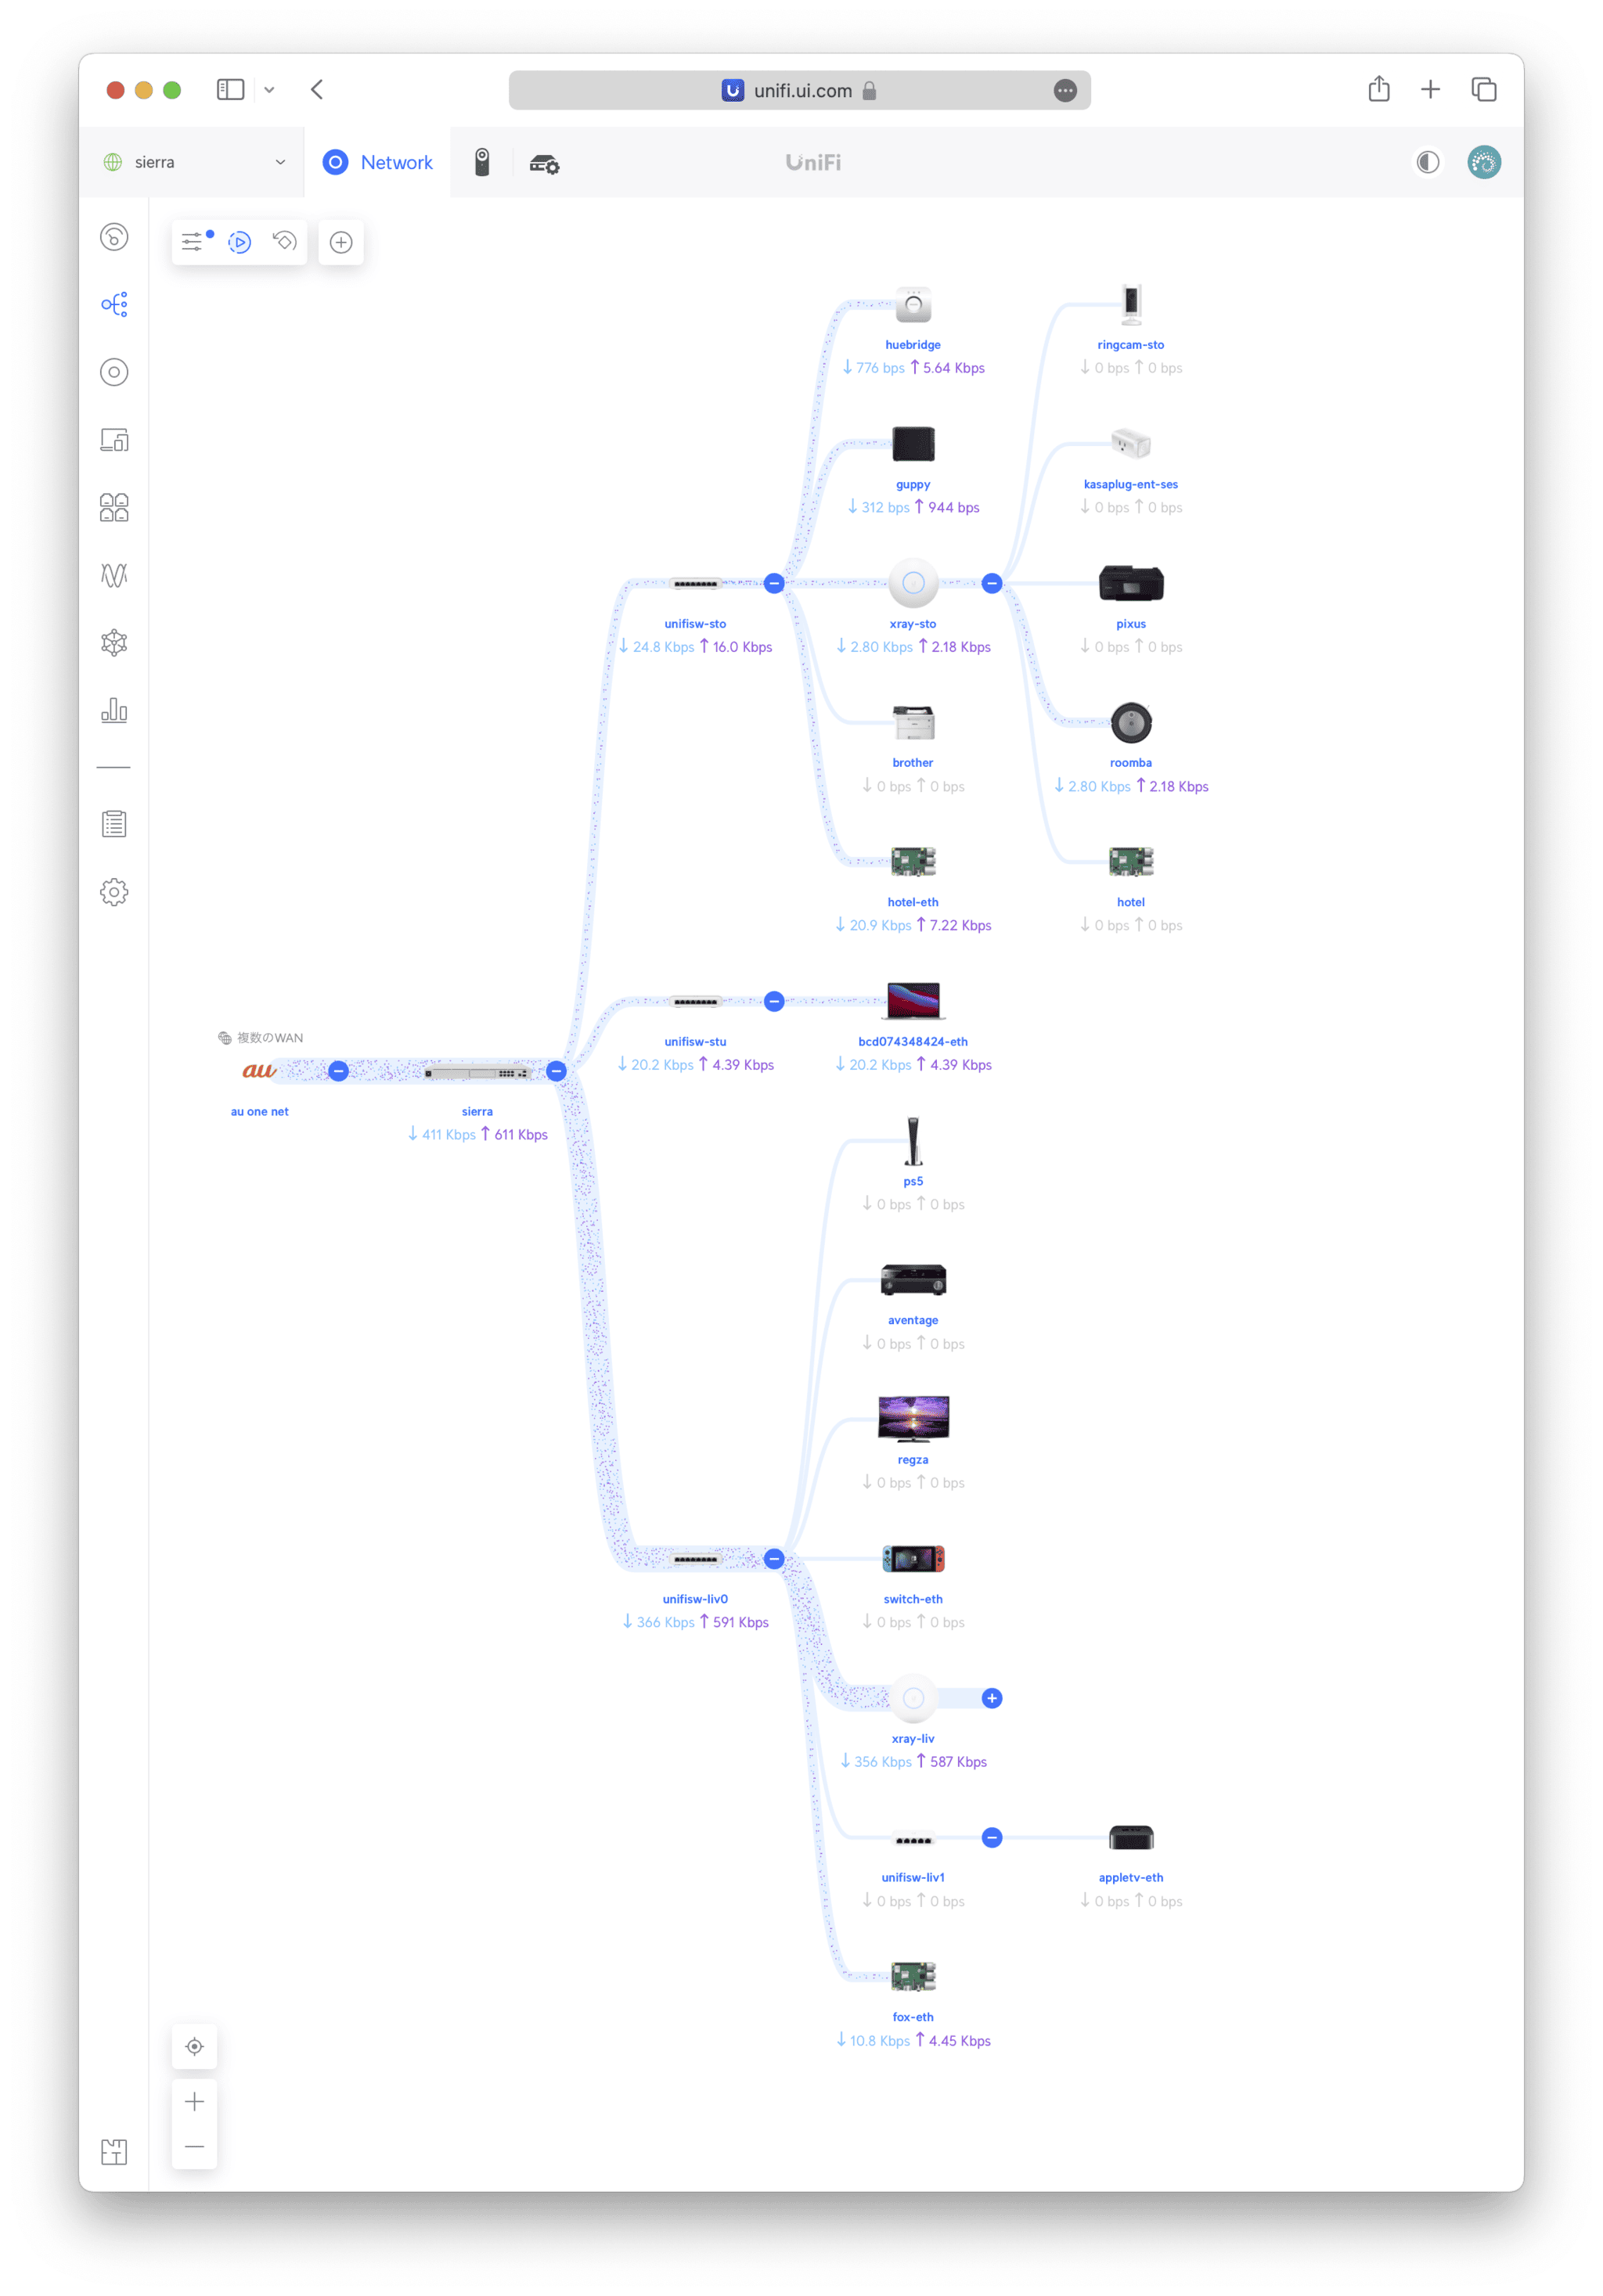 unifi.ui.com
sierra
Network
UniFi
huebridge
↓ 776 bps ↑ 5.64 Kbps
ringcam-sto
↓ 0 bps ↑ 0 bps
guppy
↓ 312 bps ↑ 944 bps
kasaplug-ent-ses
↓ 0 bps ↑ 0 bps
unifisw-sto
↓ 24.8 Kbps ↑ 16.0 Kbps
xray-sto
↓ 2.80 Kbps ↑ 2.18 Kbps
pixus
↓ 0 bps ↑ 0 bps
brother
↓ 0 bps ↑ 0 bps
roomba
↓ 2.80 Kbps ↑ 2.18 Kbps
hotel-eth
↓ 20.9 Kbps ↑ 7.22 Kbps
hotel
↓ 0 bps ↑ 0 bps
複数のWAN
au
au one net
sierra
↓ 411 Kbps ↑ 611 Kbps
unifisw-stu
↓ 20.2 Kbps ↑ 4.39 Kbps
bcd074348424-eth
↓ 20.2 Kbps ↑ 4.39 Kbps
ps5
↓ 0 bps ↑ 0 bps
aventage
↓ 0 bps ↑ 0 bps
regza
↓ 0 bps ↑ 0 bps
unifisw-liv0
↓ 366 Kbps ↑ 591 Kbps
switch-eth
↓ 0 bps ↑ 0 bps
xray-liv
↓ 356 Kbps ↑ 587 Kbps
unifisw-liv1
↓ 0 bps ↑ 0 bps
appletv-eth
↓ 0 bps ↑ 0 bps
fox-eth
↓ 10.8 Kbps ↑ 4.45 Kbps